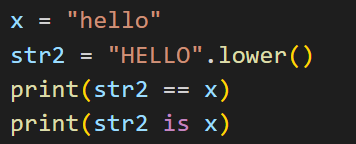 x = "hello"
str2 = "HELLO".lower()
print(str2 == x)
print(str2 is x)